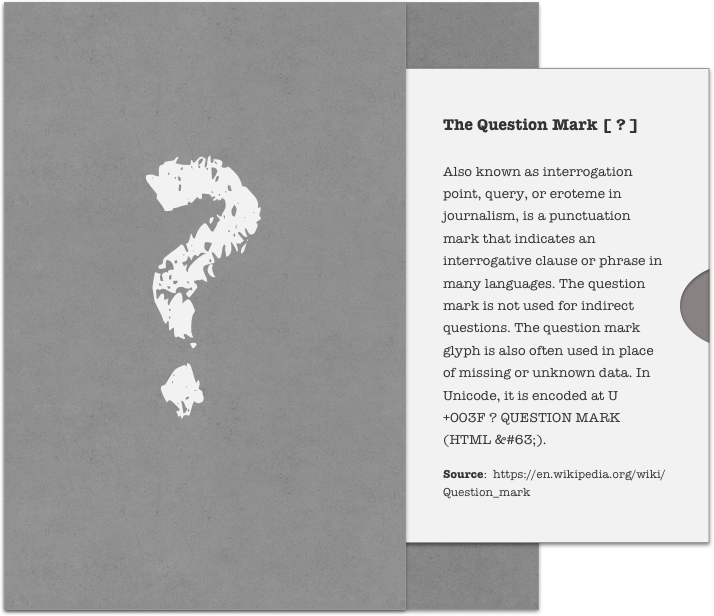 ?
The Question Mark [ ? ]
Also known as interrogation
point, query, or eroteme in
journalism, is a punctuation
mark that indicates an
interrogative clause or phrase in
many languages. The question
mark is not used for indirect
questions. The question mark
glyph is also often used in place
of missing or unknown data. In
Unicode, it is encoded at U
+003F ? QUESTION MARK
(HTML &#63;).
Source:  https://en.wikipedia.org/wiki/
Question_mark